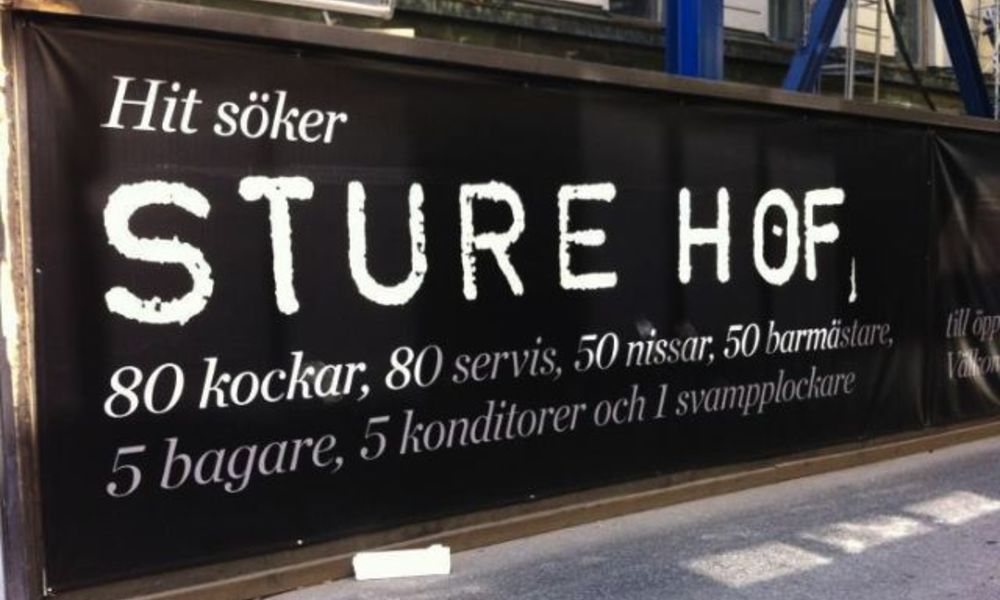 Hit söker
STURE HOF,
80 kockar, 80 servis, 50 nissar, 50 barmästare,
5 bagare, 5 konditorer och 1 svampplockare
till